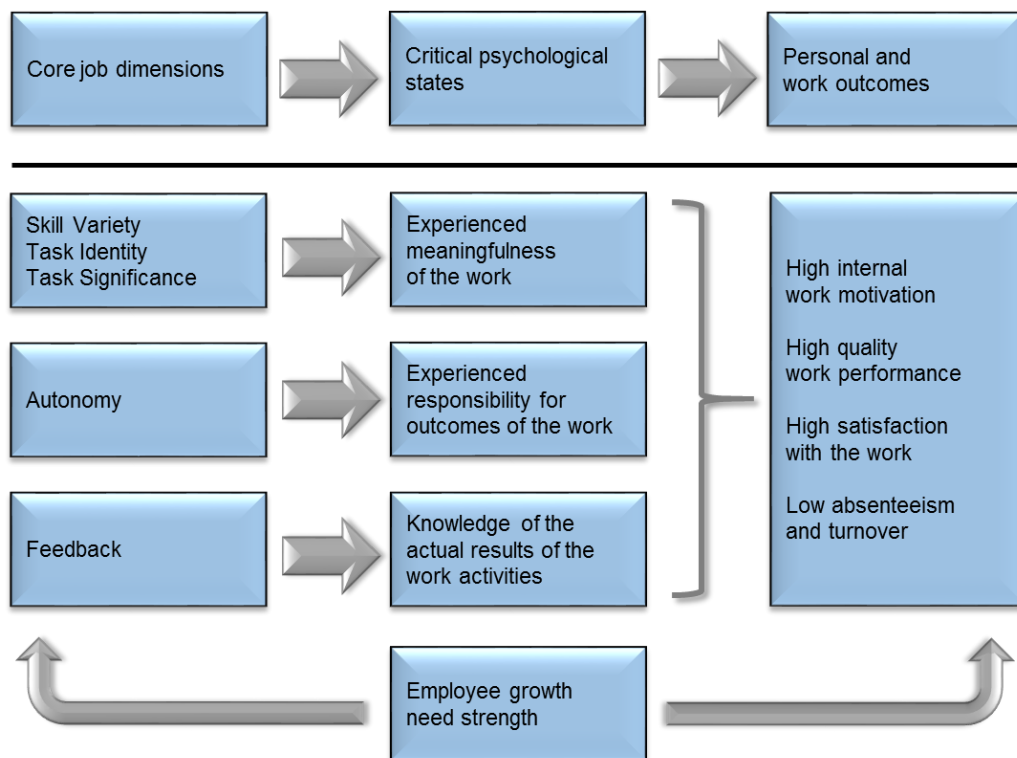 Core job dimensions
Critical psychological
states
Personal and
work outcomes
Skill Variety
Task Identity
Task Significance
Experienced
meaningfulness
of the work
Autonomy
Experienced
responsibility for
outcomes of the work
Feedback
Knowledge of the
actual results of the
work activities
High internal
work motivation
High quality
work performance
High satisfaction
with the work
Low absenteeism
and turnover
Employee growth
need strength